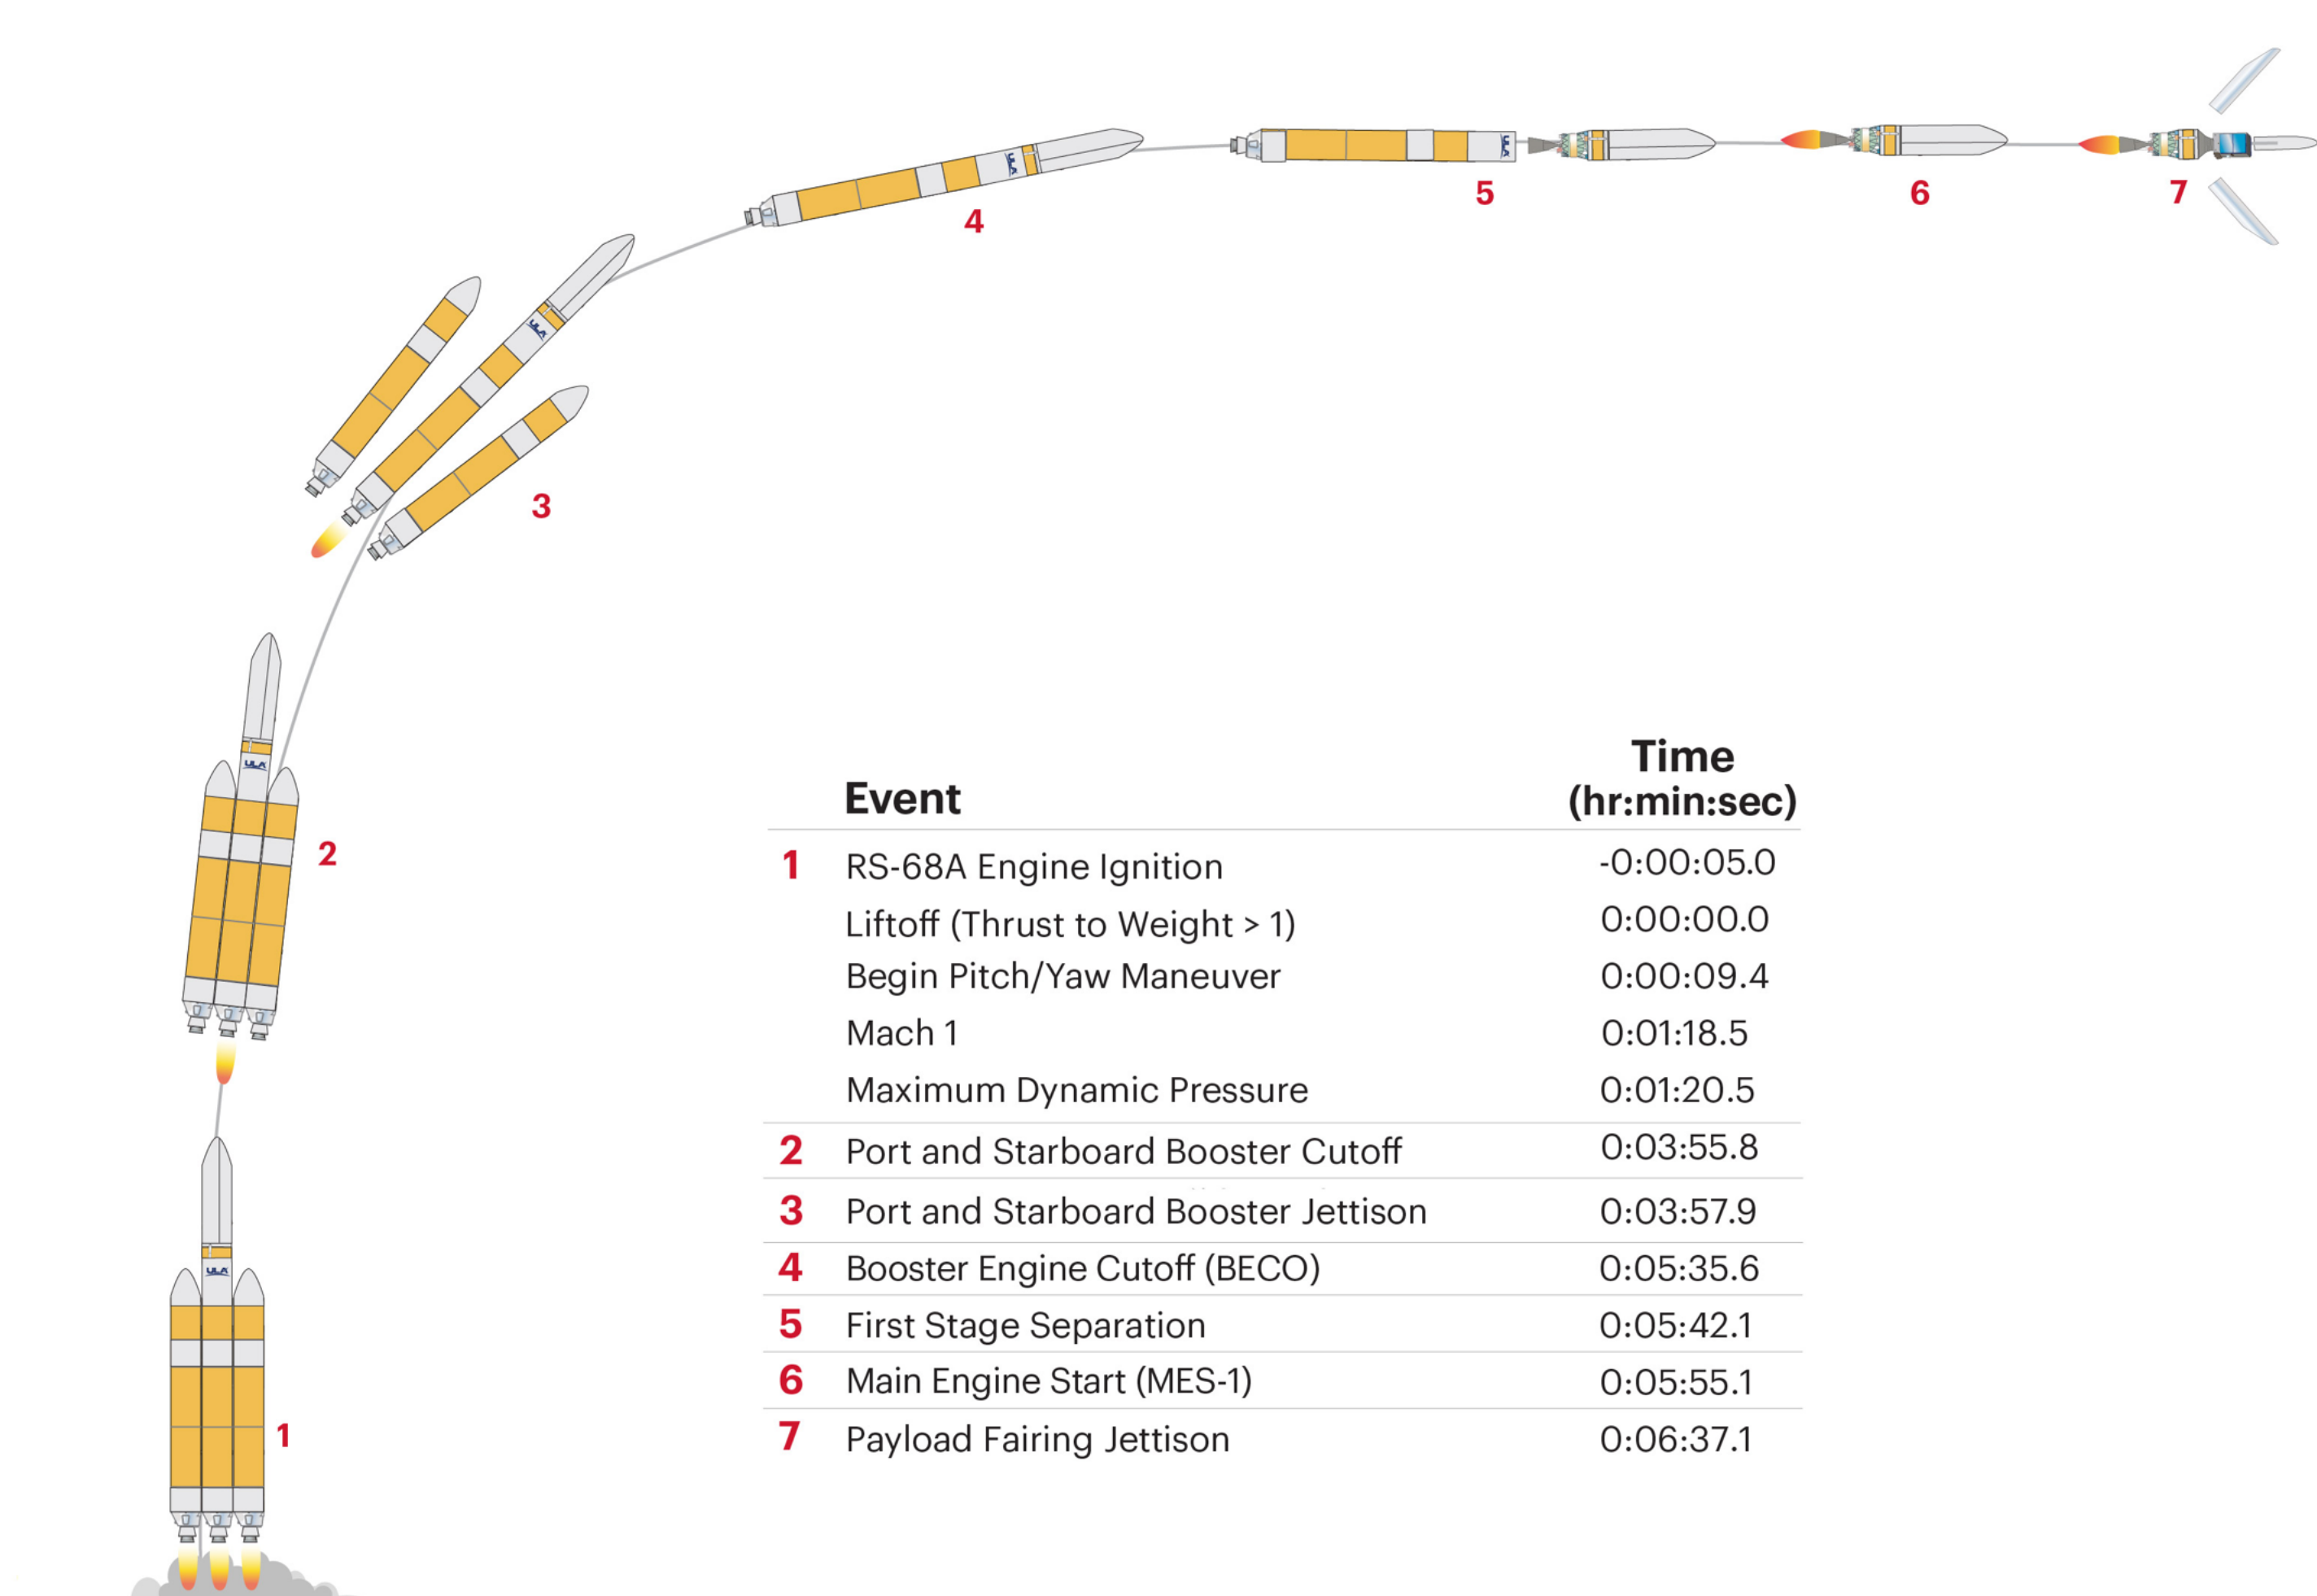 7
6
5
4
3
2
1
ULA
ULA
ULA
ULA
ULA
Event Time (hr:min:sec)
1 RS-68A Engine Ignition -0:00:05.0
Liftoff (Thrust to Weight > 1) 0:00:00.0
Begin Pitch/Yaw Maneuver 0:00:09.4
Mach 1 0:01:18.5
Maximum Dynamic Pressure 0:01:20.5
2 Port and Starboard Booster Cutoff 0:03:55.8
3 Port and Starboard Booster Jettison 0:03:57.9
4 Booster Engine Cutoff (BECO) 0:05:35.6
5 First Stage Separation 0:05:42.1
6 Main Engine Start (MES-1) 0:05:55.1
7 Payload Fairing Jettison 0:06:37.1